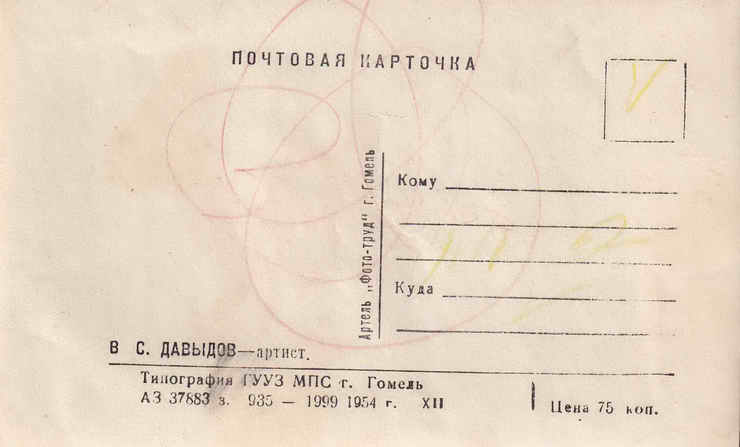 ПОЧТОВАЯ КАРТОЧКА
Кому
Артель „Фото-труд" г. Гомель
Куда
В С. ДАВЫДОВ—артист.
Типография ГУУЗ МПС г. Гомель
АЗ 37883 з. 935 — 1999 1954 г. XII
Цена 75 коп.